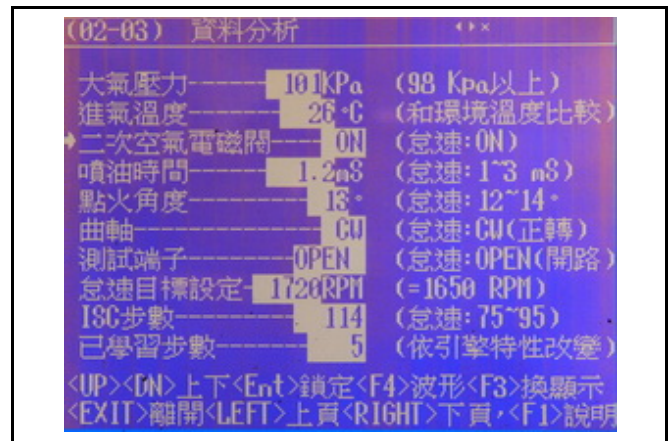 (02-03) 資料分析
大氣壓力------101KPa (98 Kpa以上)
進氣溫度-------26·C (和環境溫度比較)
二次空氣電磁閥----ON (怠速:ON)
噴油時間------1.2mS (怠速:1~3 mS)
點火角度--------13° (怠速:12~14°
曲軸-----------CW (怠速:CW(正轉)
測試端子------OPEN (怠速:OPEN(開路)
怠速目標設定-1720RPM (=1650 RPM)
ISC步數--------114 (怠速:75~95)
已學習步數-------5 (依引擎特性改變)
<UP><DN>上下<Ent>鎖定<F4>波形<F3>換顯示
<EXIT>離開<LEFT>上頁<RIGHT>下頁,<F1>說明